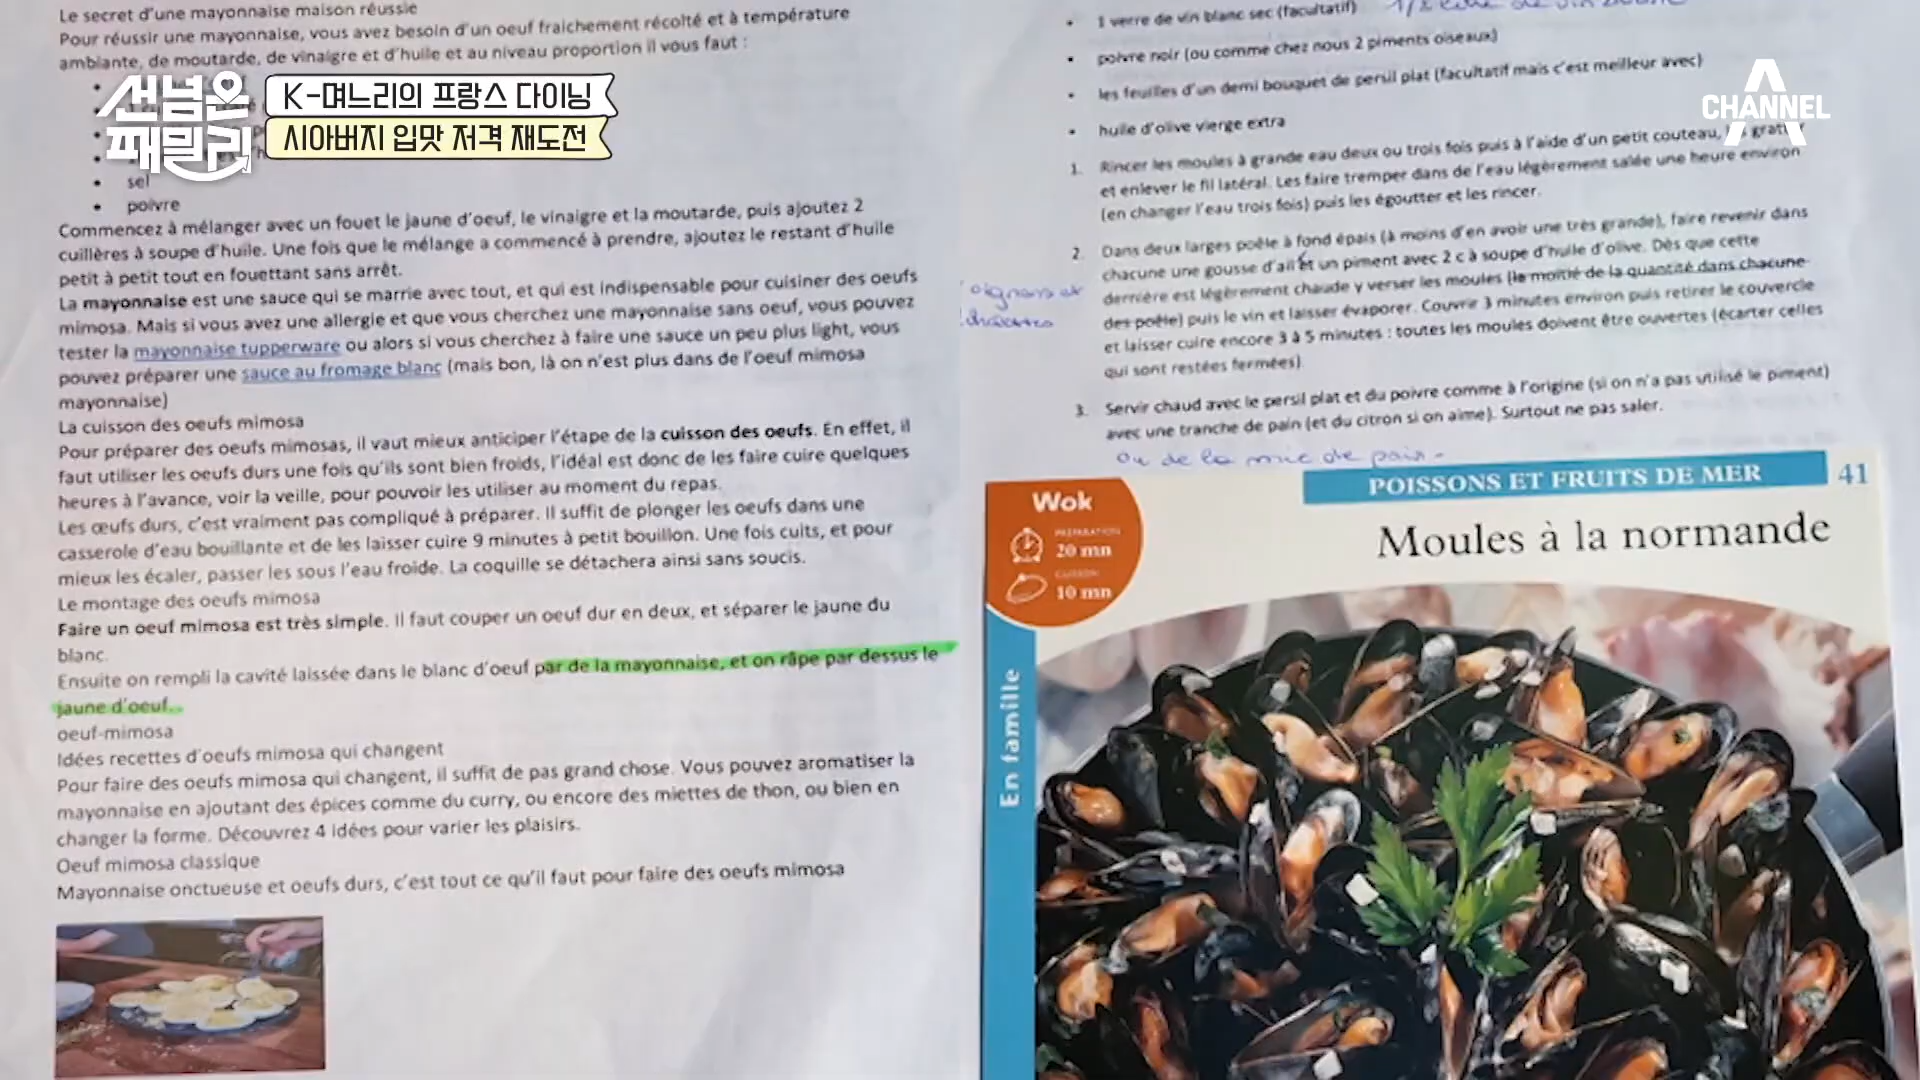 Le secret d'une mayonnaise maison réussie
Pour réussir une mayonnaise, vous avez besoin d'un oeuf fraichement récolté et à température
ambiante, de moutarde, de vinaigre et d'huile et au niveau proportion il vous faut :
선넘은
패밀리
K-며느리의 프랑스 다이닝
시아버지 입맛 저격 재도전
sel
poivre
Commencez à mélanger avec un fouet le jaune d'oeuf, le vinaigre et la moutarde, puis ajoutez 2
cuillères à soupe d'huile. Une fois que le mélange a commencé à prendre, ajoutez le restant d'huile
petit à petit tout en fouettant sans arrêt.
La mayonnaise est une sauce qui se marrie avec tout, et qui est indispensable pour cuisiner des oeufs
mimosa. Mais si vous avez une allergie et que vous cherchez une mayonnaise sans oeuf, vous pouvez
tester la mayonnaise tupperware ou alors si vous cherchez à faire une sauce un peu plus light, vous
pouvez préparer une sauce au fromage blanc (mais bon, là on n'est plus dans de l'oeuf mimosa
mayonnaise)
La cuisson des oeufs mimosa
Pour préparer des oeufs mimosas, il vaut mieux anticiper l'étape de la cuisson des oeufs. En effet, il
faut utiliser les oeufs durs une fois qu'ils sont bien froids, l'idéal est donc de les faire cuire quelques
heures à l'avance, voir la veille, pour pouvoir les utiliser au moment du repas.
Les œufs durs, c'est vraiment pas compliqué à préparer. Il suffit de plonger les oeufs dans une
casserole d'eau bouillante et de les laisser cuire 9 minutes à petit bouillon. Une fois cuits, et pour
mieux les écaler, passer les sous l'eau froide. La coquille se détachera ainsi sans soucis.
Le montage des oeufs mimosa
Faire un oeuf mimosa est très simple. Il faut couper un oeuf dur en deux, et séparer le jaune du
blanc.
Ensuite on rempli la cavité laissée dans le blanc d'oeuf par de la mayonnaise, et on râpe par dessus le
jaune d'oeuf.
oeuf-mimosa
Idées recettes d'oeufs mimosa qui changent
Pour faire des oeufs mimosa qui changent, il suffit de pas grand chose. Vous pouvez aromatiser la
mayonnaise en ajoutant des épices comme du curry, ou encore des miettes de thon, ou bien en
changer la forme. Découvrez 4 idées pour varier les plaisirs.
Oeuf mimosa classique
Mayonnaise onctueuse et oeufs durs, c'est tout ce qu'il faut pour faire des oeufs mimosa
1 verre de vin blanc sec (facultatif)
poivre noir (ou comme chez nous 2 piments oiseaux)
les feuilles d'un demi bouquet de persil plat (facultatif mais c'est meilleur avec)
huile d'olive vierge extra
CHANNEL A
1. Rincer les moules à grande eau deux ou trois fois puis à l'aide d'un petit couteau,
et enlever le fil latéral. Les faire tremper dans de l'eau légèrement salée une heure environ
(en changer l'eau trois fois) puis les égoutter et les rincer.
2. Dans deux larges poêle à fond épais (à moins d'en avoir une très grande), faire revenir dans
chacune une gousse d'ail et un piment avec 2 c à soupe d'huile d'olive. Dès que cette
dernière est légèrement chaude y verser les moules (la moitié de la quantité dans chacune
des poêle) puis le vin et laisser évaporer. Couvrir 3 minutes environ puis retirer le couvercle
et laisser cuire encore 3 à 5 minutes : toutes les moules doivent être ouvertes (écarter celles
qui sont restées fermées).
oignons et
échalotes
3. Servir chaud avec le persil plat et du poivre comme à l'origine (si on n'a pas utilisé le piment)
avec une tranche de pain (et du citron si on aime). Surtout ne pas saler.
ou de la mie de pain.
POISSONS ET FRUITS DE MER 41
Moules à la normande
Wok
PRÉPARATION
20 mn
CUISSON
10 mn
En famille